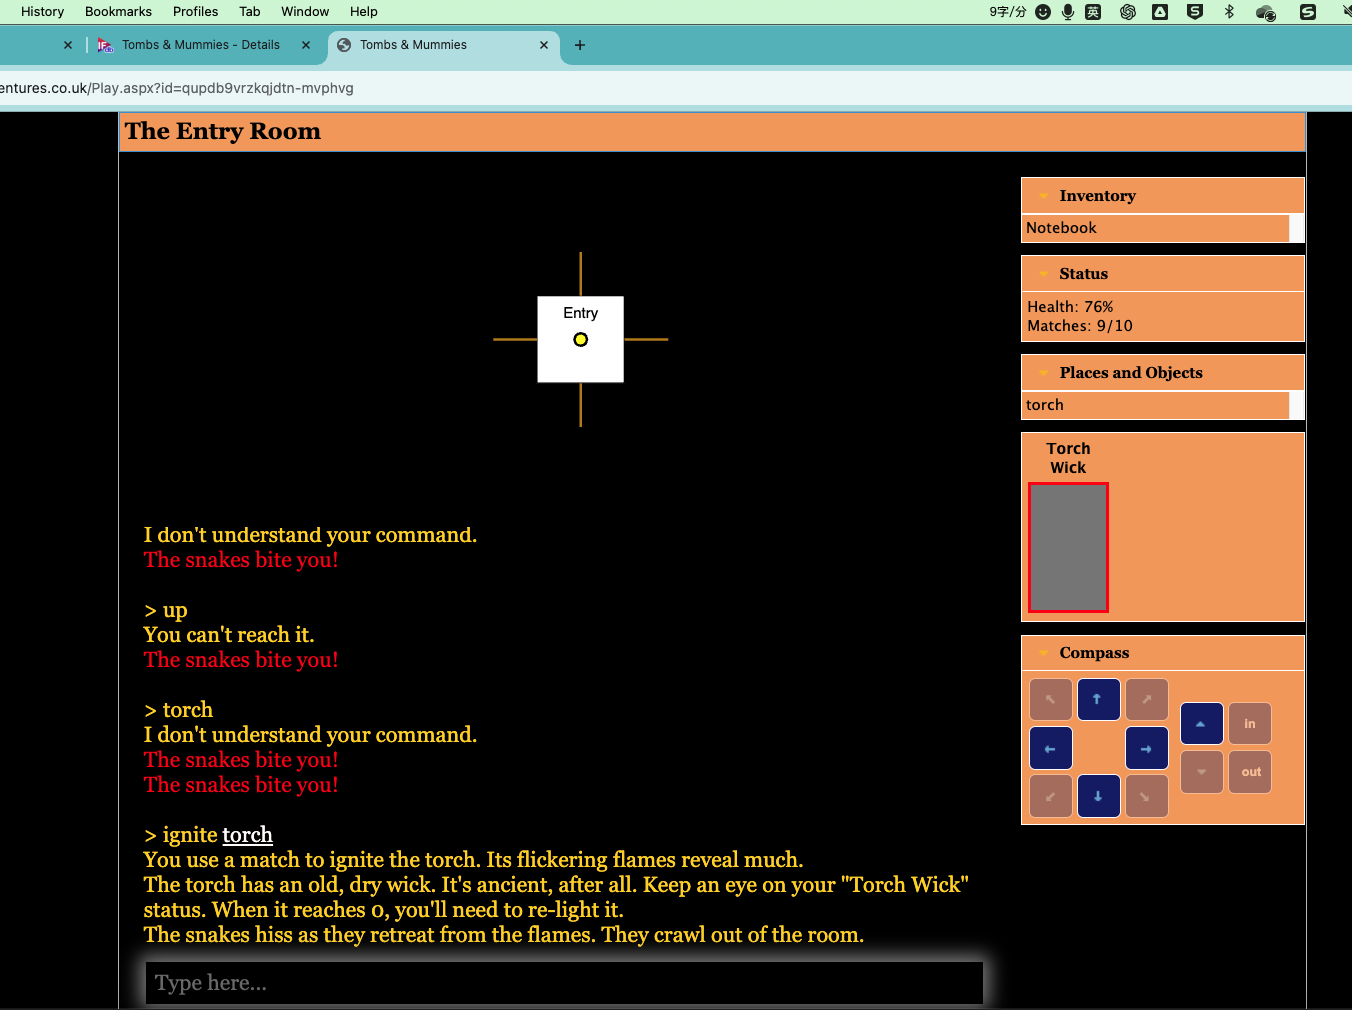 History Bookmarks Profiles Tab Window Help 9字/分 英
Tombs & Mummies - Details Tombs & Mummies
entures.co.uk/Play.aspx?id=qupdb9vrzkqjdtn-mvphvg
The Entry Room
Entry
I don't understand your command.
The snakes bite you!
> up
You can't reach it.
The snakes bite you!
> torch
I don't understand your command.
The snakes bite you!
The snakes bite you!
> ignite torch
You use a match to ignite the torch. Its flickering flames reveal much.
The torch has an old, dry wick. It's ancient, after all. Keep an eye on your "Torch Wick"
status. When it reaches 0, you'll need to re-light it.
The snakes hiss as they retreat from the flames. They crawl out of the room.
Type here...
Inventory
Notebook
Status
Health: 76%
Matches: 9/10
Places and Objects
torch
Torch
Wick
Compass
in
out